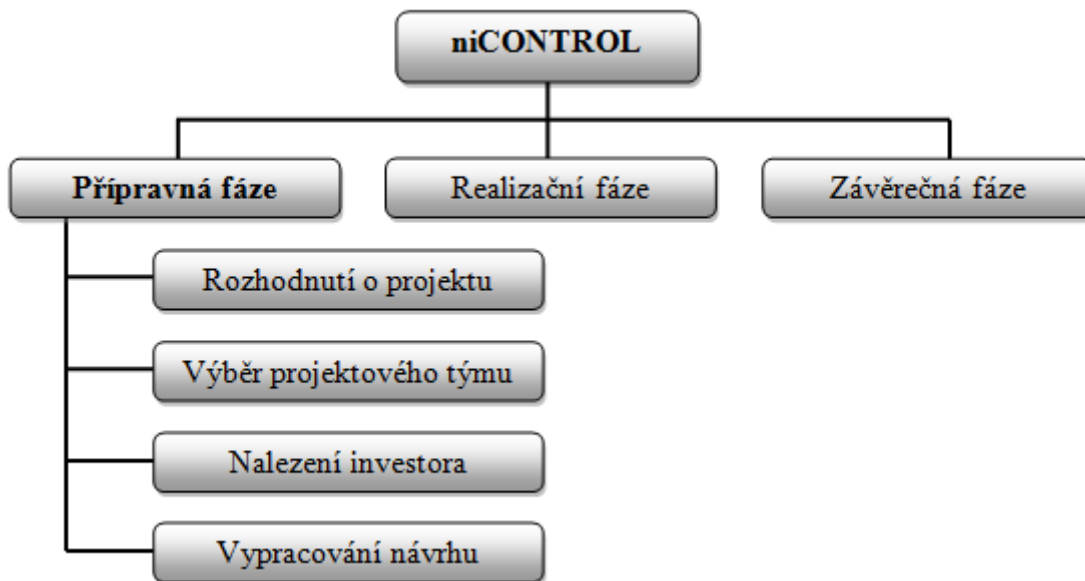 niCONTROL
Přípravná fáze
Realizační fáze
Závěrečná fáze
Rozhodnutí o projektu
Výběr projektového týmu
Nalezení investora
Vypracování návrhu